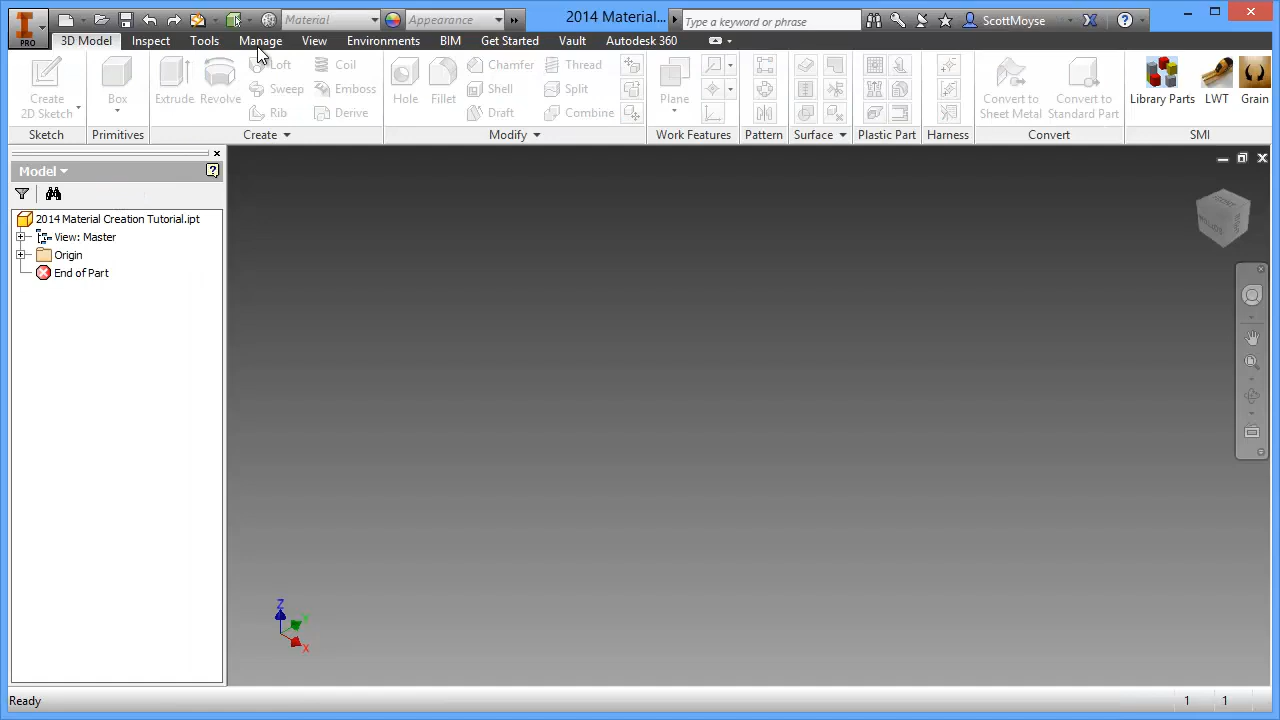 PRO
Material
Appearance
2014 Material...
Type a keyword or phrase
ScottMoyse
3D Model
Inspect
Tools
Manage
View
Environments
BIM
Get Started
Vault
Autodesk 360
Create
2D Sketch
Box
Extrude
Revolve
Loft
Sweep
Rib
Coil
Emboss
Derive
Hole
Fillet
Chamfer
Shell
Draft
Thread
Split
Combine
Plane
Convert to
Sheet Metal
Convert to
Standard Part
Library Parts
LWT
Grain
Sketch
Primitives
Create
Modify
Work Features
Pattern
Surface
Plastic Part
Harness
Convert
SMI
Model
2014 Material Creation Tutorial.ipt
View: Master
Origin
End of Part
Z
Y
X
Ready
1
1